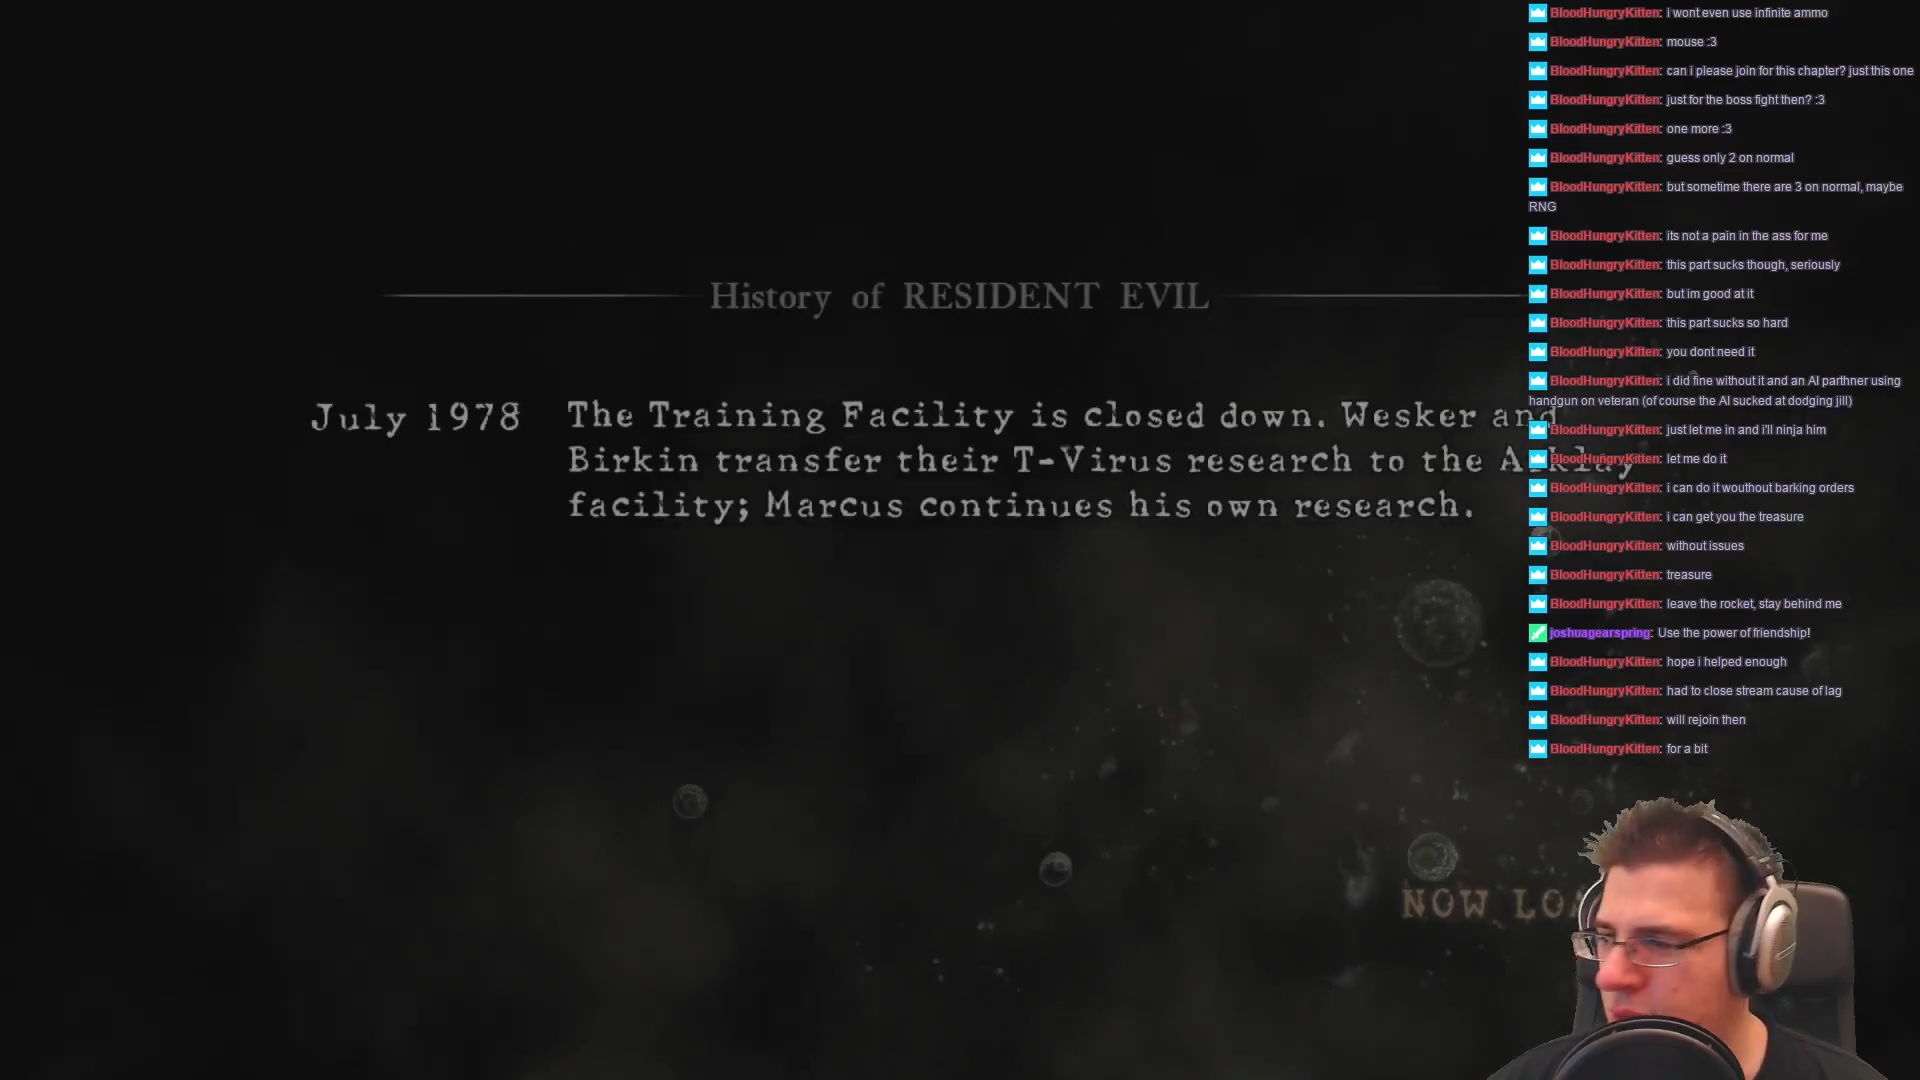 History of RESIDENT EVIL
July 1978 The Training Facility is closed down. Wesker and
Birkin transfer their T-Virus research to the Arklay
facility; Marcus continues his own research.
NOW LOA
BloodHungryKitten: i wont even use infinite ammo
BloodHungryKitten: mouse :3
BloodHungryKitten: can i please join for this chapter? just this one
BloodHungryKitten: just for the boss fight then? :3
BloodHungryKitten: one more :3
BloodHungryKitten: guess only 2 on normal
BloodHungryKitten: but sometime there are 3 on normal, maybe
RNG
BloodHungryKitten: its not a pain in the ass for me
BloodHungryKitten: this part sucks though, seriously
BloodHungryKitten: but im good at it
BloodHungryKitten: this part sucks so hard
BloodHungryKitten: you dont need it
BloodHungryKitten: i did fine without it and an AI parthner using
handgun on veteran (of course the AI sucked at dodging jill)
BloodHungryKitten: just let me in and i'll ninja him
BloodHungryKitten: let me do it
BloodHungryKitten: i can do it wouthout barking orders
BloodHungryKitten: i can get you the treasure
BloodHungryKitten: without issues
BloodHungryKitten: treasure
BloodHungryKitten: leave the rocket, stay behind me
joshuagearspring: Use the power of friendship!
BloodHungryKitten: hope i helped enough
BloodHungryKitten: had to close stream cause of lag
BloodHungryKitten: will rejoin then
BloodHungryKitten: for a bit